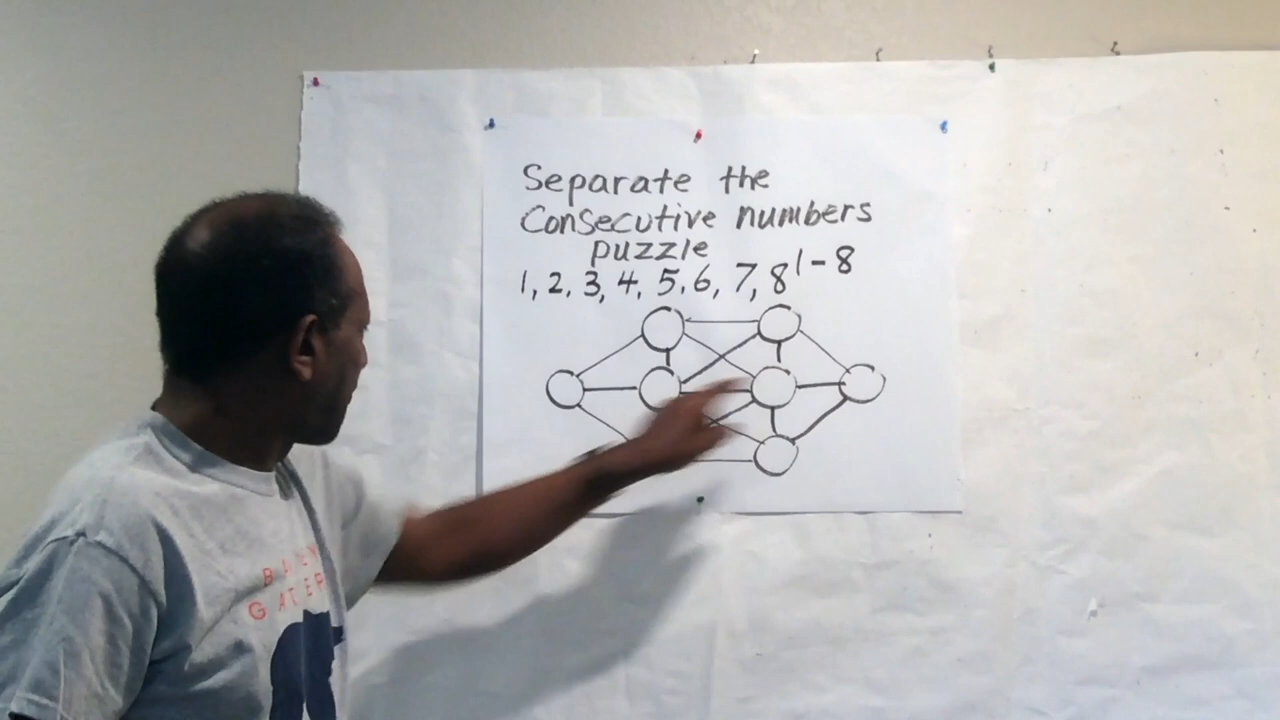 Separate the
Consecutive numbers
puzzle
1, 2, 3, 4, 5, 6, 7, 8 1-8